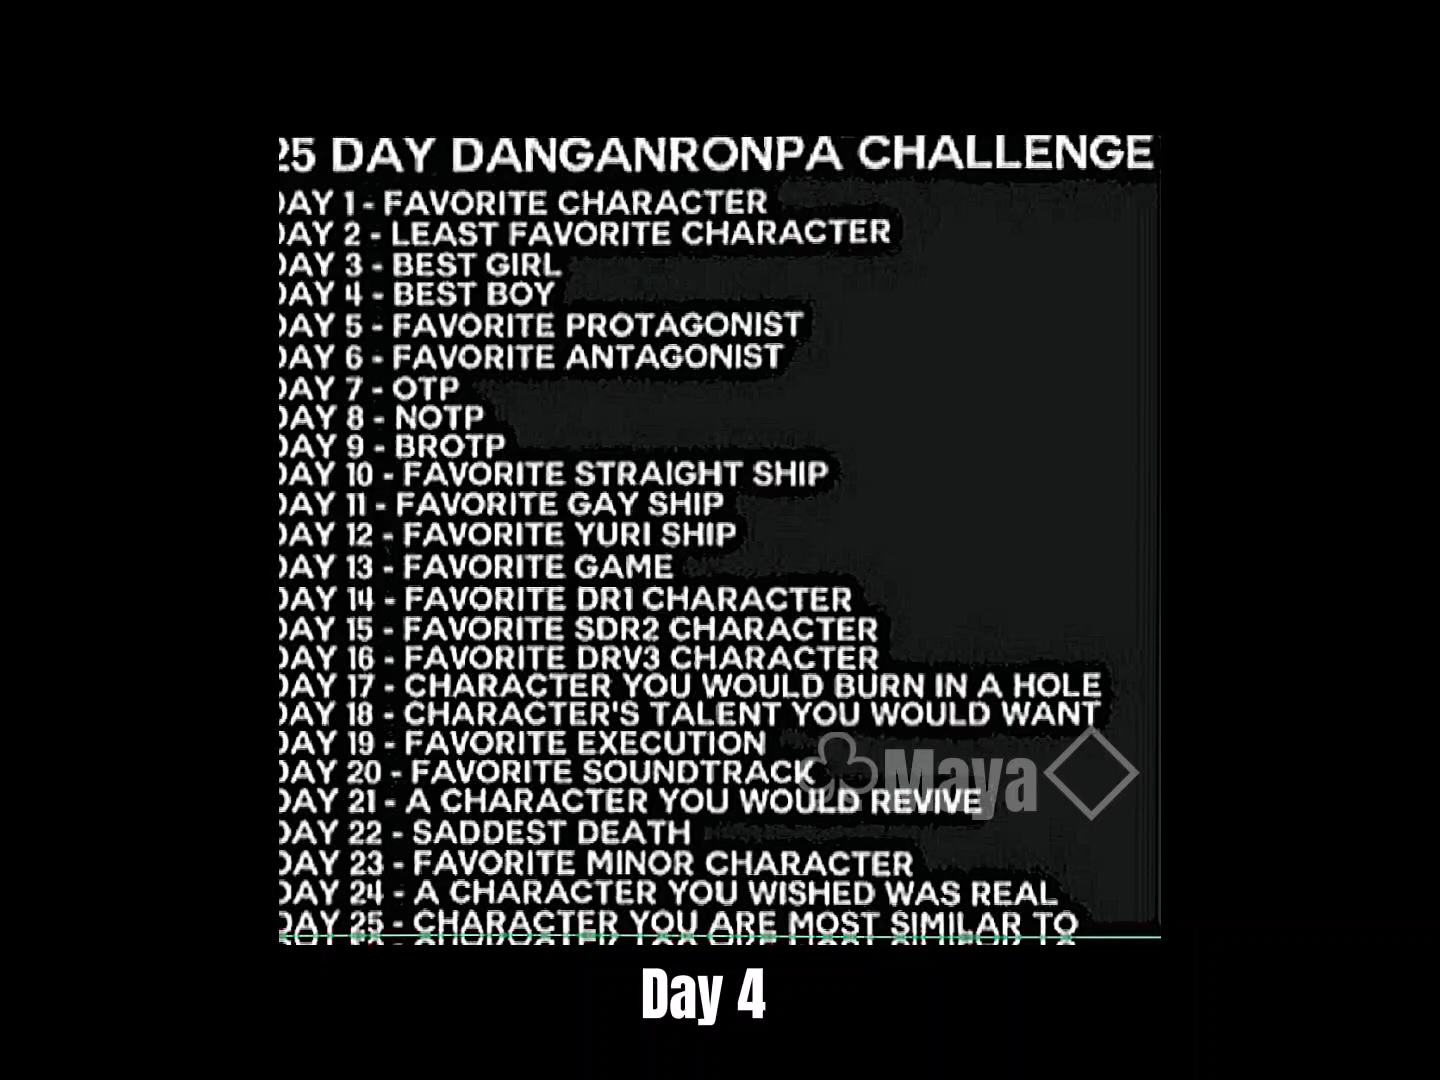 25 DAY DANGANRONPA CHALLENGE
DAY 1 - FAVORITE CHARACTER
DAY 2 - LEAST FAVORITE CHARACTER
DAY 3 - BEST GIRL
DAY 4 - BEST BOY
DAY 5 - FAVORITE PROTAGONIST
DAY 6 - FAVORITE ANTAGONIST
DAY 7 - OTP
DAY 8 - NOTP
DAY 9 - BROTP
DAY 10 - FAVORITE STRAIGHT SHIP
DAY 11 - FAVORITE GAY SHIP
DAY 12 - FAVORITE YURI SHIP
DAY 13 - FAVORITE GAME
DAY 14 - FAVORITE DR1 CHARACTER
DAY 15 - FAVORITE SDR2 CHARACTER
DAY 16 - FAVORITE DRV3 CHARACTER
DAY 17 - CHARACTER YOU WOULD BURN IN A HOLE
DAY 18 - CHARACTER'S TALENT YOU WOULD WANT
DAY 19 - FAVORITE EXECUTION
DAY 20 - FAVORITE SOUNDTRACK
♧Maya◇
DAY 21 - A CHARACTER YOU WOULD REVIVE
DAY 22 - SADDEST DEATH
DAY 23 - FAVORITE MINOR CHARACTER
DAY 24 - A CHARACTER YOU WISHED WAS REAL
DAY 25 - CHARACTER YOU ARE MOST SIMILAR TO
Day 4